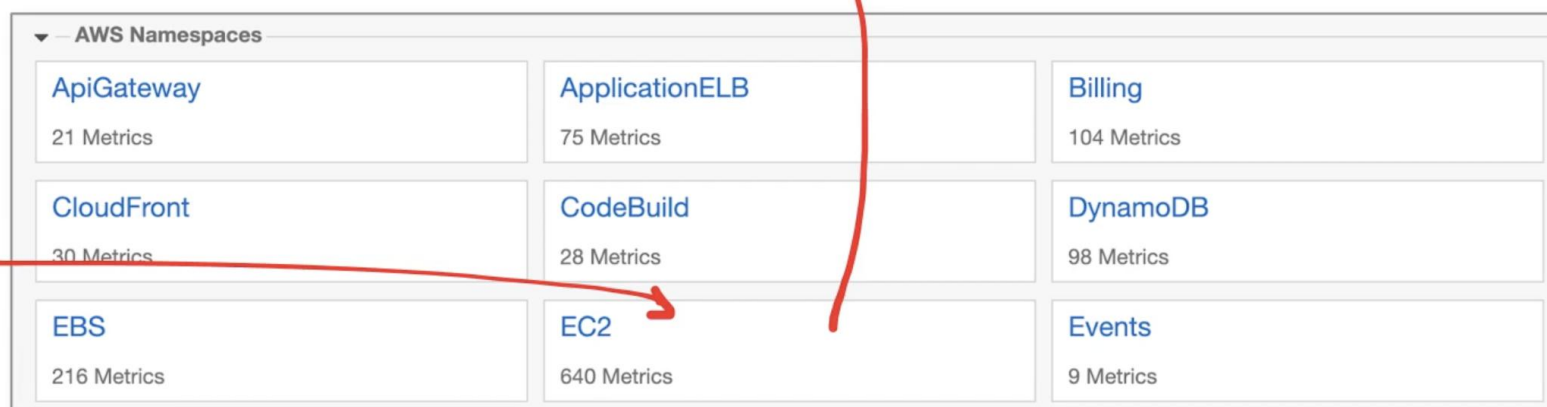 AWS Namespaces
ApiGateway
21 Metrics
ApplicationELB
75 Metrics
Billing
104 Metrics
CloudFront
30 Metrics
CodeBuild
28 Metrics
DynamoDB
98 Metrics
EBS
216 Metrics
EC2
640 Metrics
Events
9 Metrics